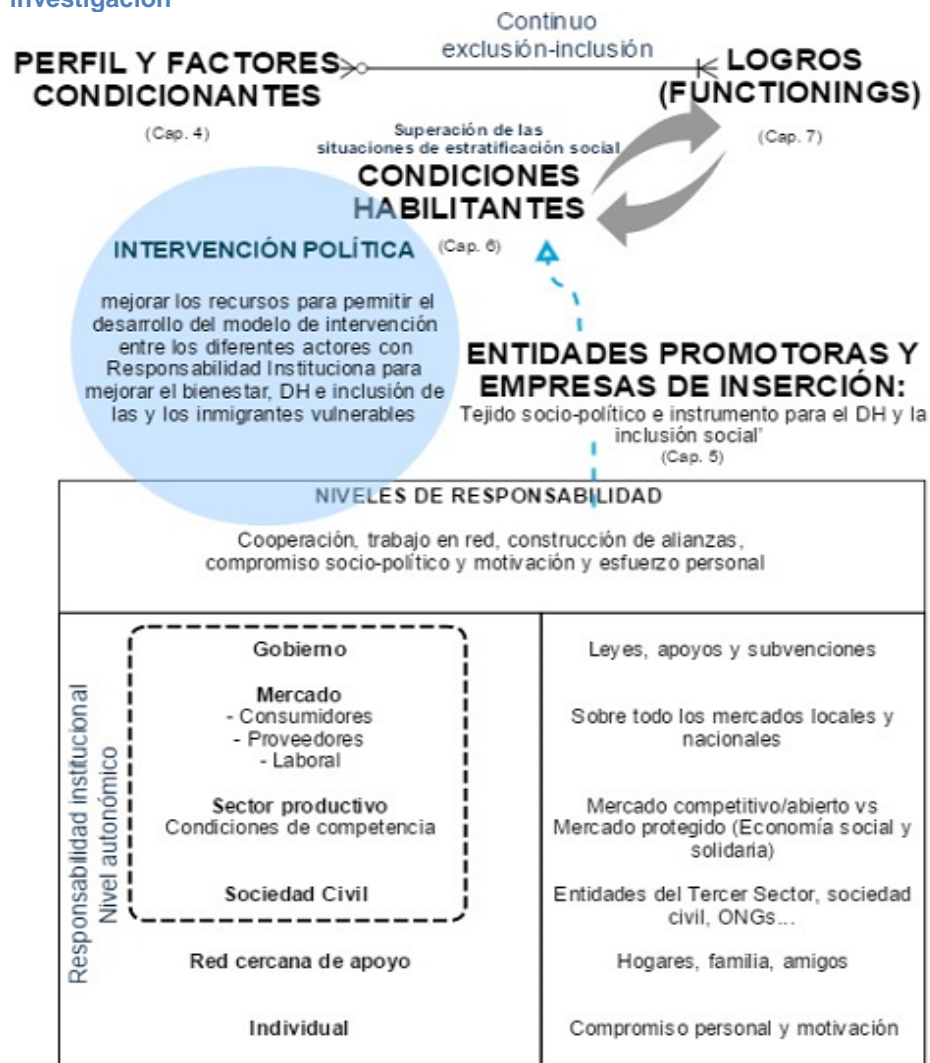 investigación
Continuo
exclusión-inclusión
PERFIL Y FACTORES
CONDICIONANTES
(Cap. 4)
LOGROS
(FUNCTIONINGS)
(Cap. 7)
Superación de las
situaciones de estratificación social
CONDICIONES
HABILITANTES
(Cap. 6)
INTERVENCIÓN POLÍTICA
mejorar los recursos para permitir el
desarrollo del modelo de intervención
entre los diferentes actores con
Responsabilidad Instituciona para
mejorar el bienestar, DH e inclusión de
las y los inmigrantes vulnerables
ENTIDADES PROMOTORAS Y
EMPRESAS DE INSERCIÓN:
Tejido socio-político e instrumento para el DH y la
inclusión social'
(Cap. 5)
NIVELES DE RESPONSABILIDAD
Cooperación, trabajo en red, construcción de alianzas,
compromiso socio-político y motivación y esfuerzo personal
Responsabilidad institucional
Nivel autonómico
Gobierno
Leyes, apoyos y subvenciones
Mercado
- Consumidores
- Proveedores
- Laboral
Sobre todo los mercados locales y
nacionales
Sector productivo
Condiciones de competencia
Mercado competitivo/abierto vs
Mercado protegido (Economía social y
solidaria)
Sociedad Civil
Entidades del Tercer Sector, sociedad
civil, ONGs...
Red cercana de apoyo
Hogares, familia, amigos
Individual
Compromiso personal y motivación